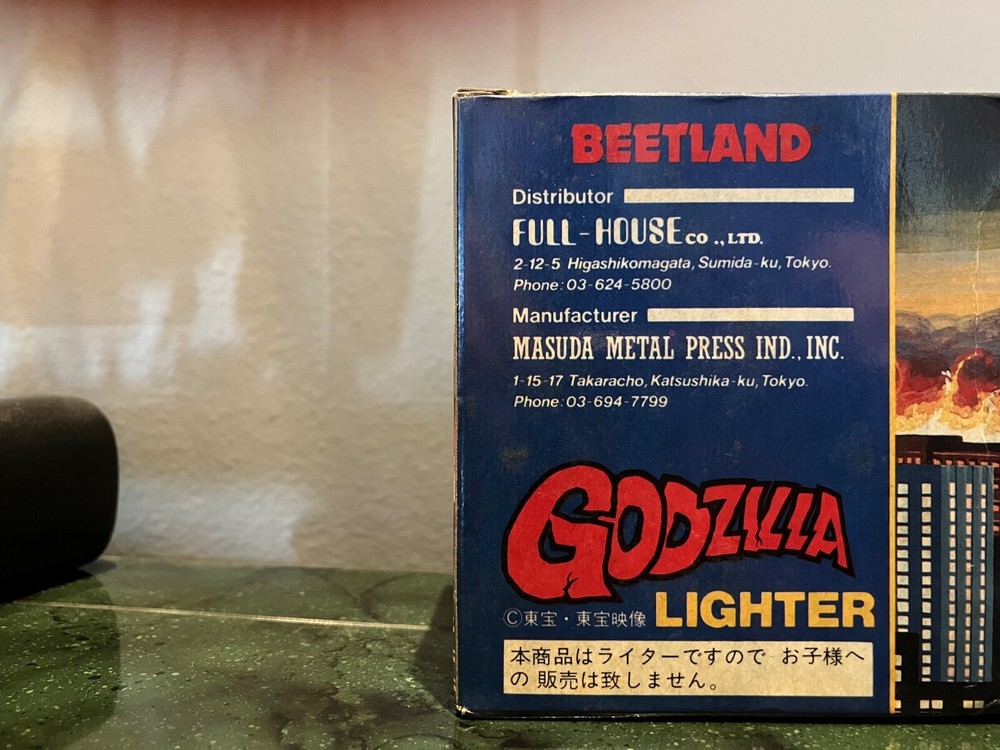 BEETLAND
Distributor
FULL-HOUSE CO., LTD.
2-12-5 Higashikomagata, Sumida-ku, Tokyo.
Phone: 03-624-5800
Manufacturer
MASUDA METAL PRESS IND., INC.
1-15-17 Takaracho, Katsushika-ku, Tokyo.
Phone: 03-694-7799
GODZILLA
©東宝・東宝映像 LIGHTER
本商品はライターですので お子様へ
の 販売は致しません。